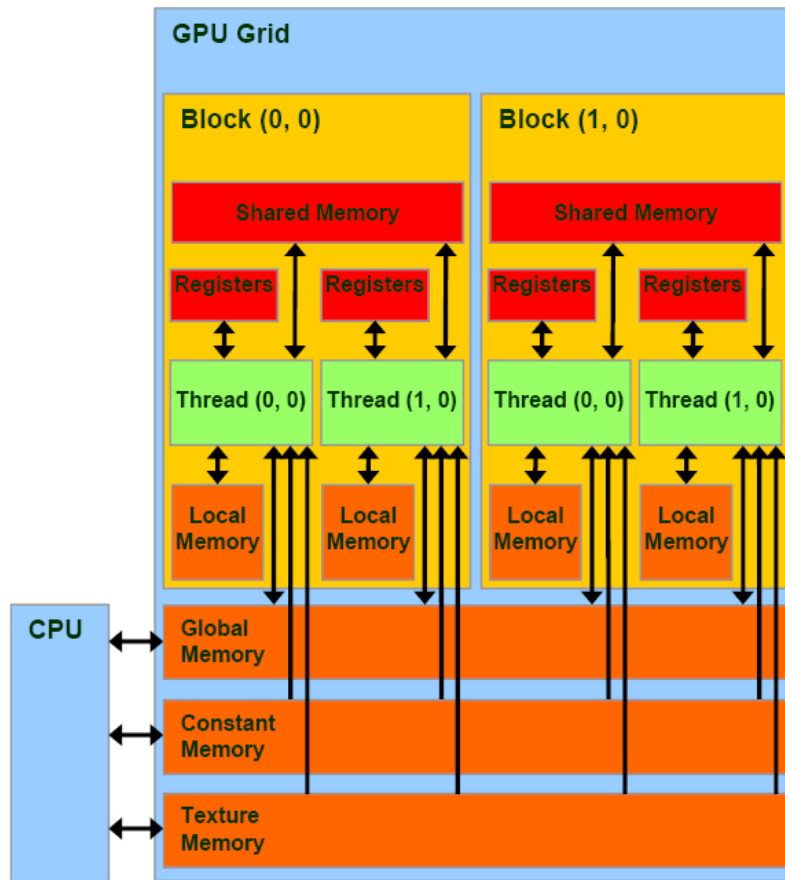 GPU Grid
Block (0, 0)
Block (1, 0)
Shared Memory
Shared Memory
Registers
Registers
Registers
Registers
Thread (0, 0)
Thread (1, 0)
Thread (0, 0)
Thread (1, 0)
Local
Memory
Local
Memory
Local
Memory
Local
Memory
CPU
Global
Memory
Constant
Memory
Texture
Memory